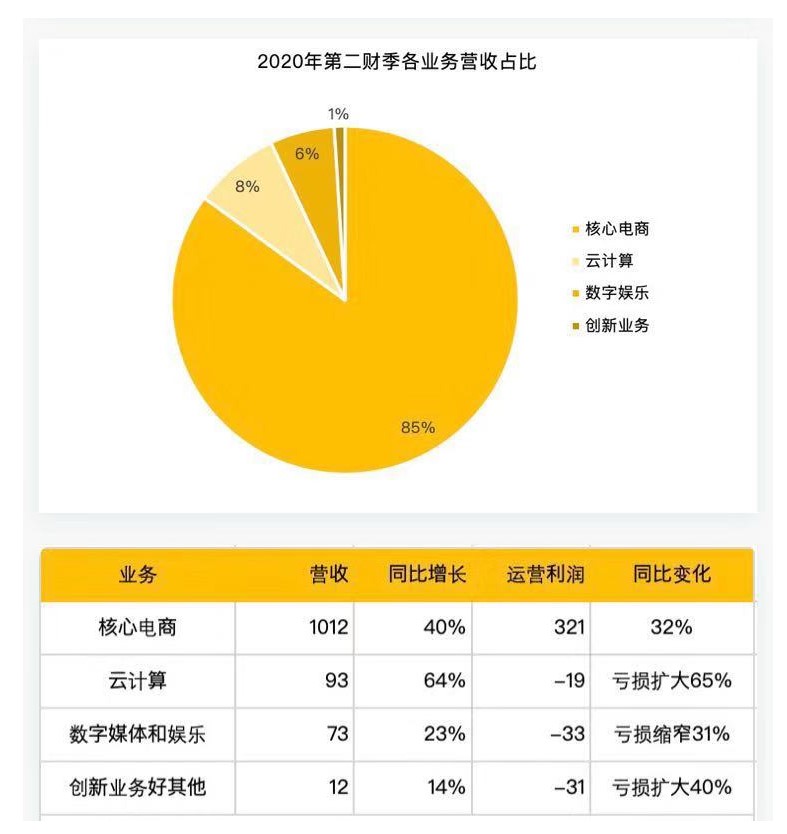 2020年第二财季各业务营收占比
1%
6%
8%
核心电商
云计算
数字娱乐
创新业务
85%
业务 营收 同比增长 运营利润 同比变化
核心电商 1012 40% 321 32%
云计算 93 64% –19 亏损扩大65%
数字媒体和娱乐 73 23% –33 亏损缩窄31%
创新业务好其他 12 14% –31 亏损扩大40%